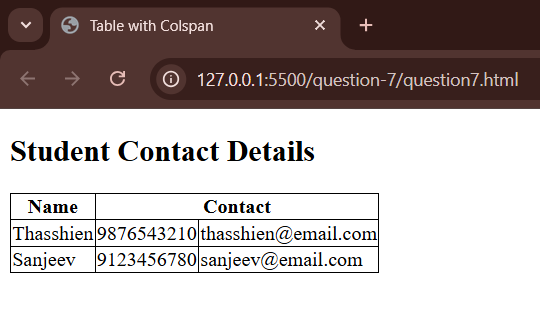 Table with Colspan
127.0.0.1:5500/question-7/question7.html
Student Contact Details
Name Contact
Thasshien 9876543210 thasshien@email.com
Sanjeev 9123456780 sanjeev@email.com